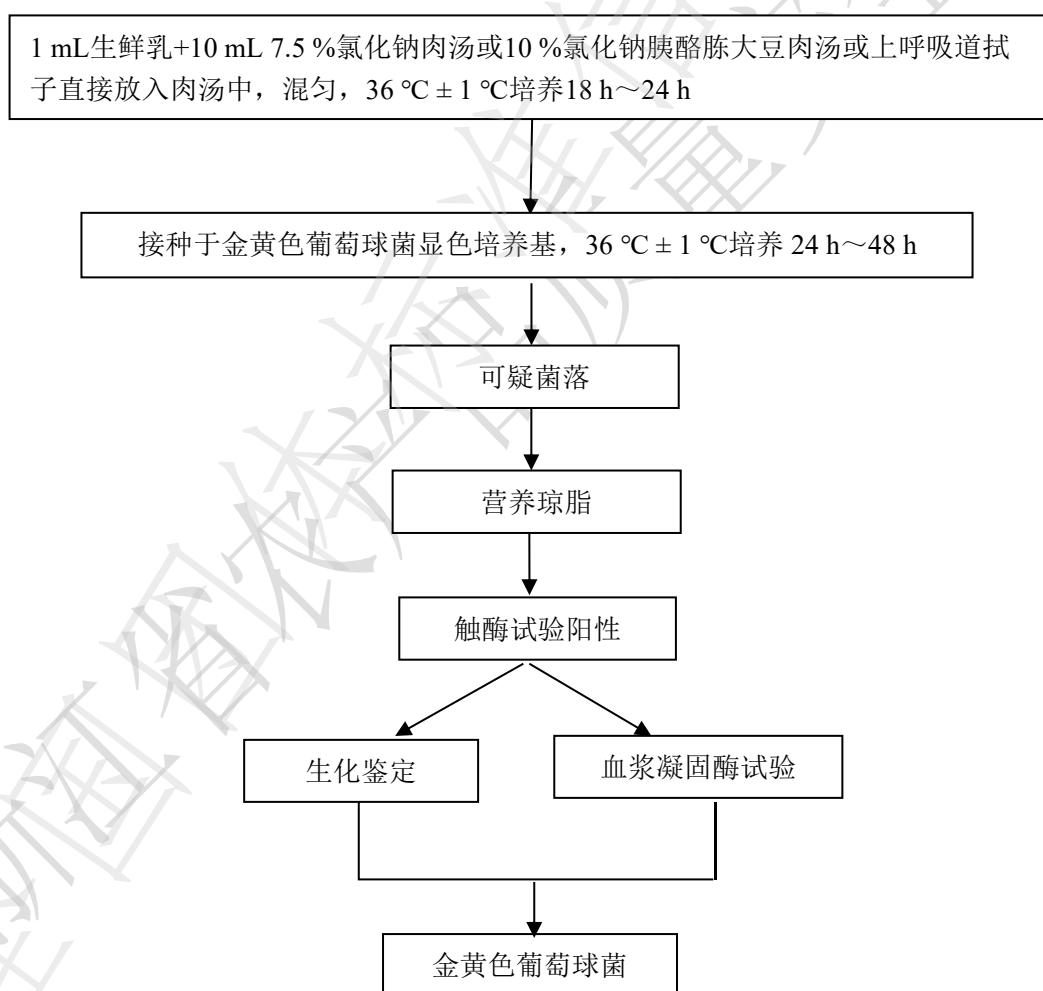 1 mL生鲜乳+10 mL 7.5 %氯化钠肉汤或10 %氯化钠胰酪胨大豆肉汤或上呼吸道拭
子直接放入肉汤中，混匀，36 ℃ ± 1 ℃培养18 h～24 h
接种于金黄色葡萄球菌显色培养基，36 ℃ ± 1 ℃培养 24 h～48 h
可疑菌落
营养琼脂
触酶试验阳性
生化鉴定
血浆凝固酶试验
金黄色葡萄球菌